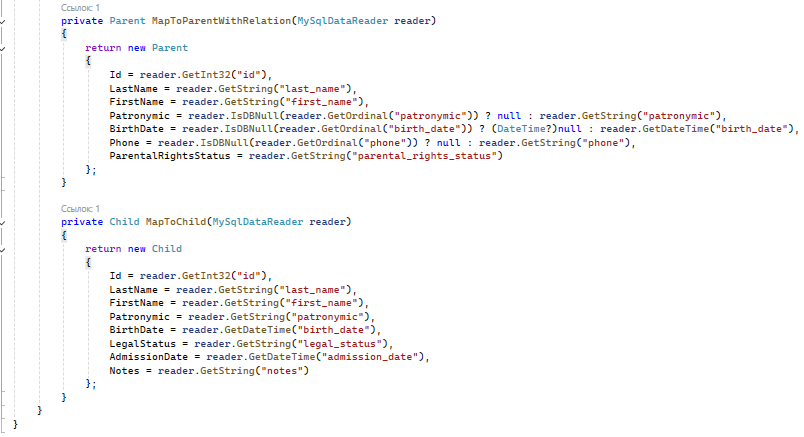 Ссылок: 1
private Parent MapToParentWithRelation(MySqlDataReader reader)
{
return new Parent
{
Id = reader.GetInt32("id"),
LastName = reader.GetString("last_name"),
FirstName = reader.GetString("first_name"),
Patronymic = reader.IsDBNull(reader.GetOrdinal("patronymic")) ? null : reader.GetString("patronymic"),
BirthDate = reader.IsDBNull(reader.GetOrdinal("birth_date")) ? (DateTime?)null : reader.GetDateTime("birth_date"),
Phone = reader.IsDBNull(reader.GetOrdinal("phone")) ? null : reader.GetString("phone"),
ParentalRightsStatus = reader.GetString("parental_rights_status")
};
}
Ссылок: 1
private Child MapToChild(MySqlDataReader reader)
{
return new Child
{
Id = reader.GetInt32("id"),
LastName = reader.GetString("last_name"),
FirstName = reader.GetString("first_name"),
Patronymic = reader.GetString("patronymic"),
BirthDate = reader.GetDateTime("birth_date"),
LegalStatus = reader.GetString("legal_status"),
AdmissionDate = reader.GetDateTime("admission_date"),
Notes = reader.GetString("notes")
};
}
}
}